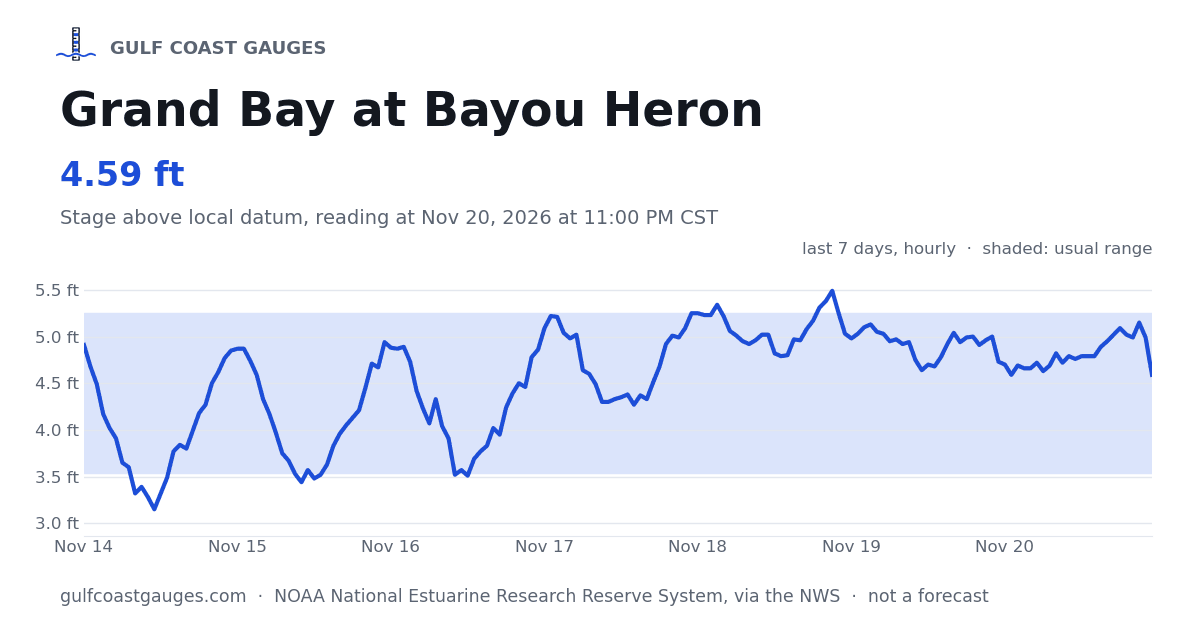 GULF COAST GAUGES
Grand Bay at Bayou Heron
4.59 ft
Stage above local datum, reading at Nov 20, 2026 at 11:00 PM CST
last 7 days, hourly · shaded: usual range
5.5 ft
5.0 ft
4.5 ft
4.0 ft
3.5 ft
3.0 ft
Nov 14 Nov 15 Nov 16 Nov 17 Nov 18 Nov 19 Nov 20
gulfcoastgauges.com · NOAA National Estuarine Research Reserve System, via the NWS · not a forecast